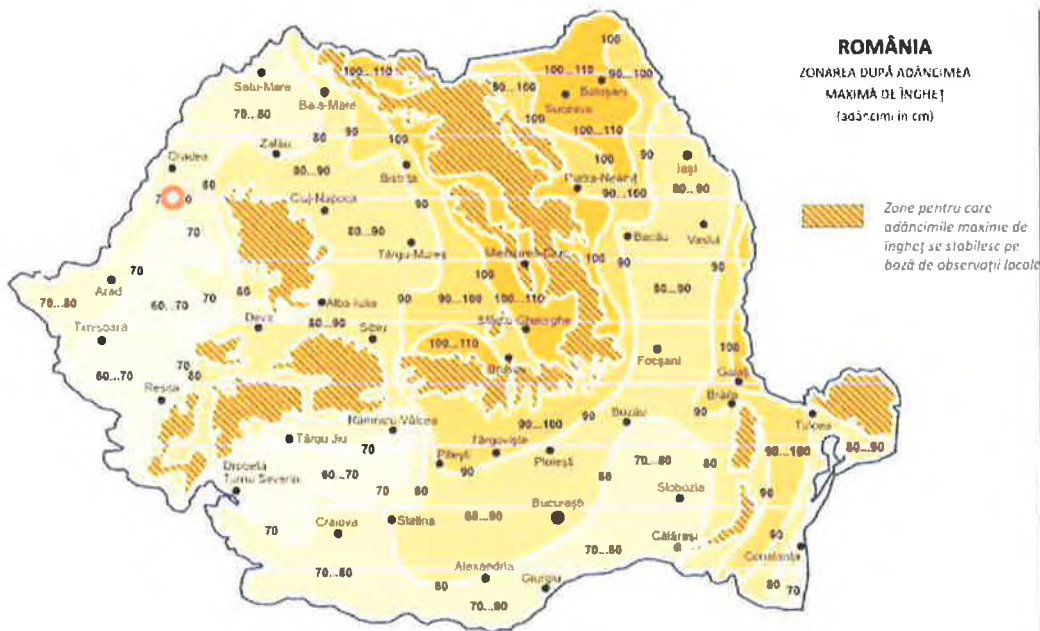 ROMÂNIA
ZONAREA DUPĂ ADÂNCIMEA
MAXIMĂ DE ÎNGHEȚ
(adâncimi în cm)
Zone pentru care
adâncimile maxime de
îngheț se stabilesc pe
bază de observații locale
100
100...110
100...110
90...100
Satu-Mare
Baia-Mare
Botoșani
Suceava
70...80
80
90
100
100
100...110
Zalău
Oradea
80...90
Bistrița
100
90
Iași
Piatra-Neamț
80
80...90
90...100
Cluj-Napoca
90
70
80...90
Târgu-Mureș
Bacău
Vaslui
100
90
90
70
Arad
100
70...80
60...70
70
80
Alba-Iulia
90
90...100
100...110
80...90
Timișoara
Deva
80...90
Sibiu
Sfântu Gheorghe
100...110
Focșani
100
60...70
70
80
Brașov
Galați
Reșița
Brăila
Râmnicu-Vâlcea
90
Buzău
90
Tulcea
Târgu Jiu
70
90...100
Târgoviște
Pitești
Ploiești
70...80
80
80...90
60...70
90
Drobeta
Turnu Severin
70
80
80
Slobozia
90
București
Craiova
Slatina
70
70...80
Călărași
90
Constanța
70...80
Alexandria
80
Giurgiu
80
70
70...80